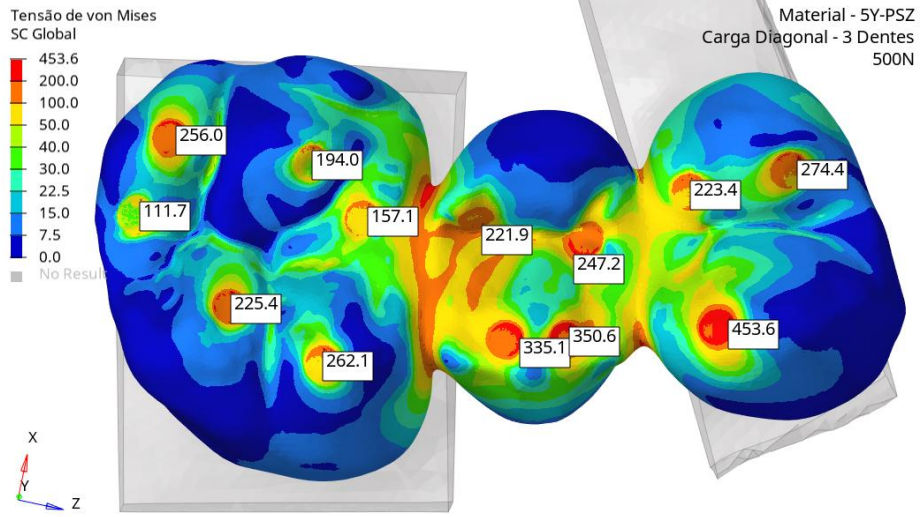 Tensão de von Mises
SC Global
453.6
200.0
100.0
50.0
40.0
30.0
22.5
15.0
7.5
0.0
No Result
Material - 5Y-PSZ
Carga Diagonal - 3 Dentes
500N
256.0
194.0
111.7
157.1
225.4
262.1
221.9
247.2
335.1
350.6
223.4
274.4
453.6
X
Y
Z